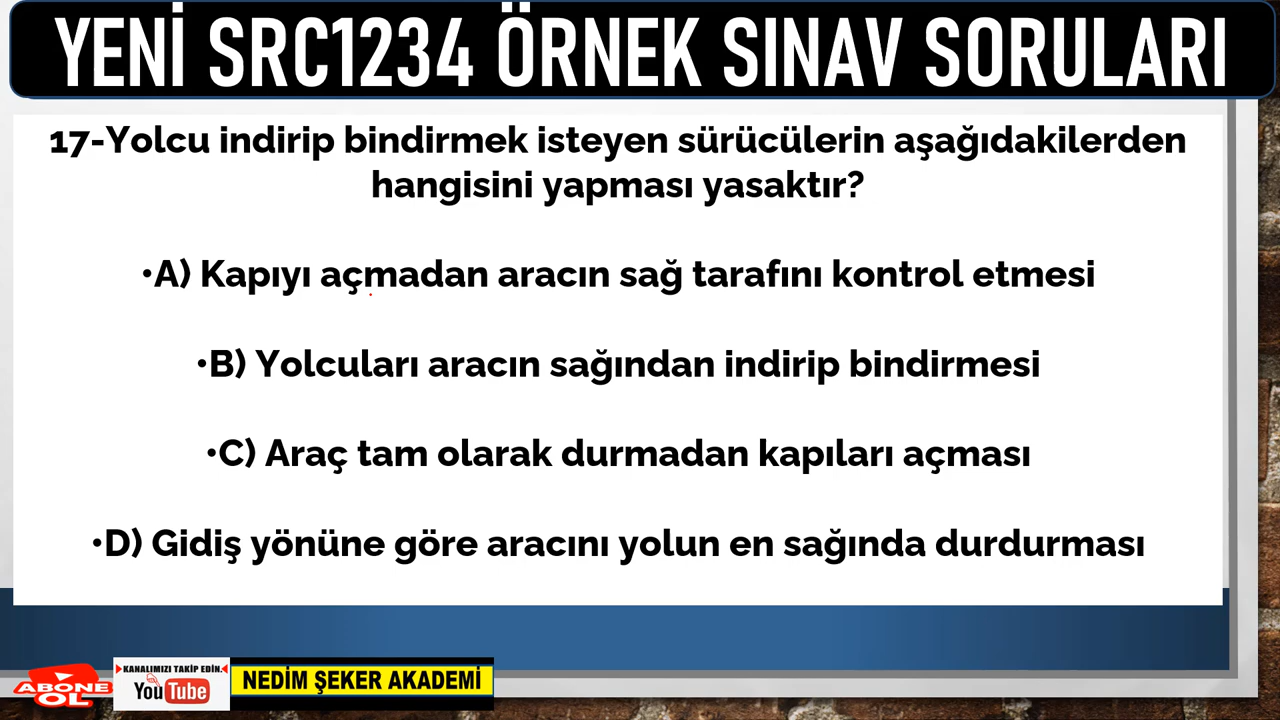 YENİ SRC1234 ÖRNEK SINAV SORULARI
17-Yolcu indirip bindirmek isteyen sürücülerin aşağıdakilerden
hangisini yapması yasaktır?
•A) Kapıyı açmadan aracın sağ tarafını kontrol etmesi
•B) Yolcuları aracın sağından indirip bindirmesi
•C) Araç tam olarak durmadan kapıları açması
•D) Gidiş yönüne göre aracını yolun en sağında durdurması
ABONE
OL
KANALIMIZI TAKİP EDİN.
YouTube
NEDİM ŞEKER AKADEMİ